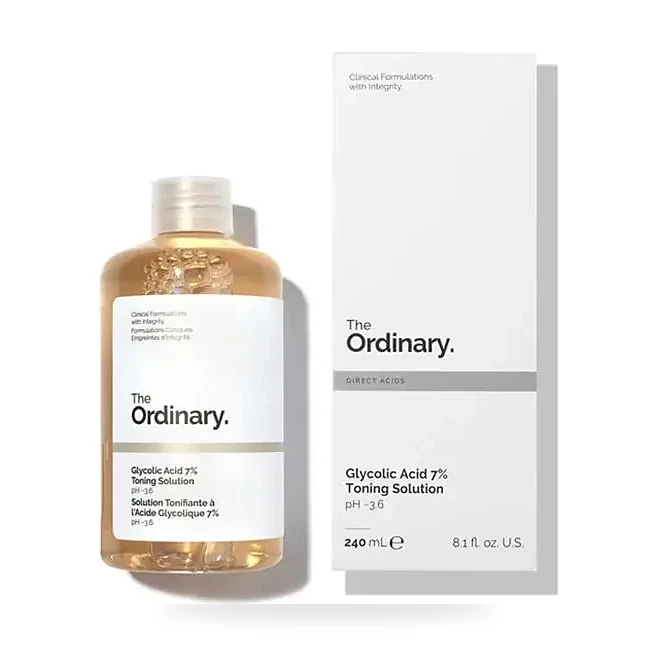 Clinical Formulations
with Integrity
The
Ordinary.
DIRECT ACIDS
Glycolic Acid 7%
Toning Solution
pH ~3.6
240 mL ℮ 8.1 fl. oz. U.S.
Clinical Formulations
with Integrity
Formulations Cliniques
Empreintes d'Intégrité
The
Ordinary.
Glycolic Acid 7%
Toning Solution
pH ~3.6
Solution Tonifiante à
l'Acide Glycolique 7%
pH ~3.6